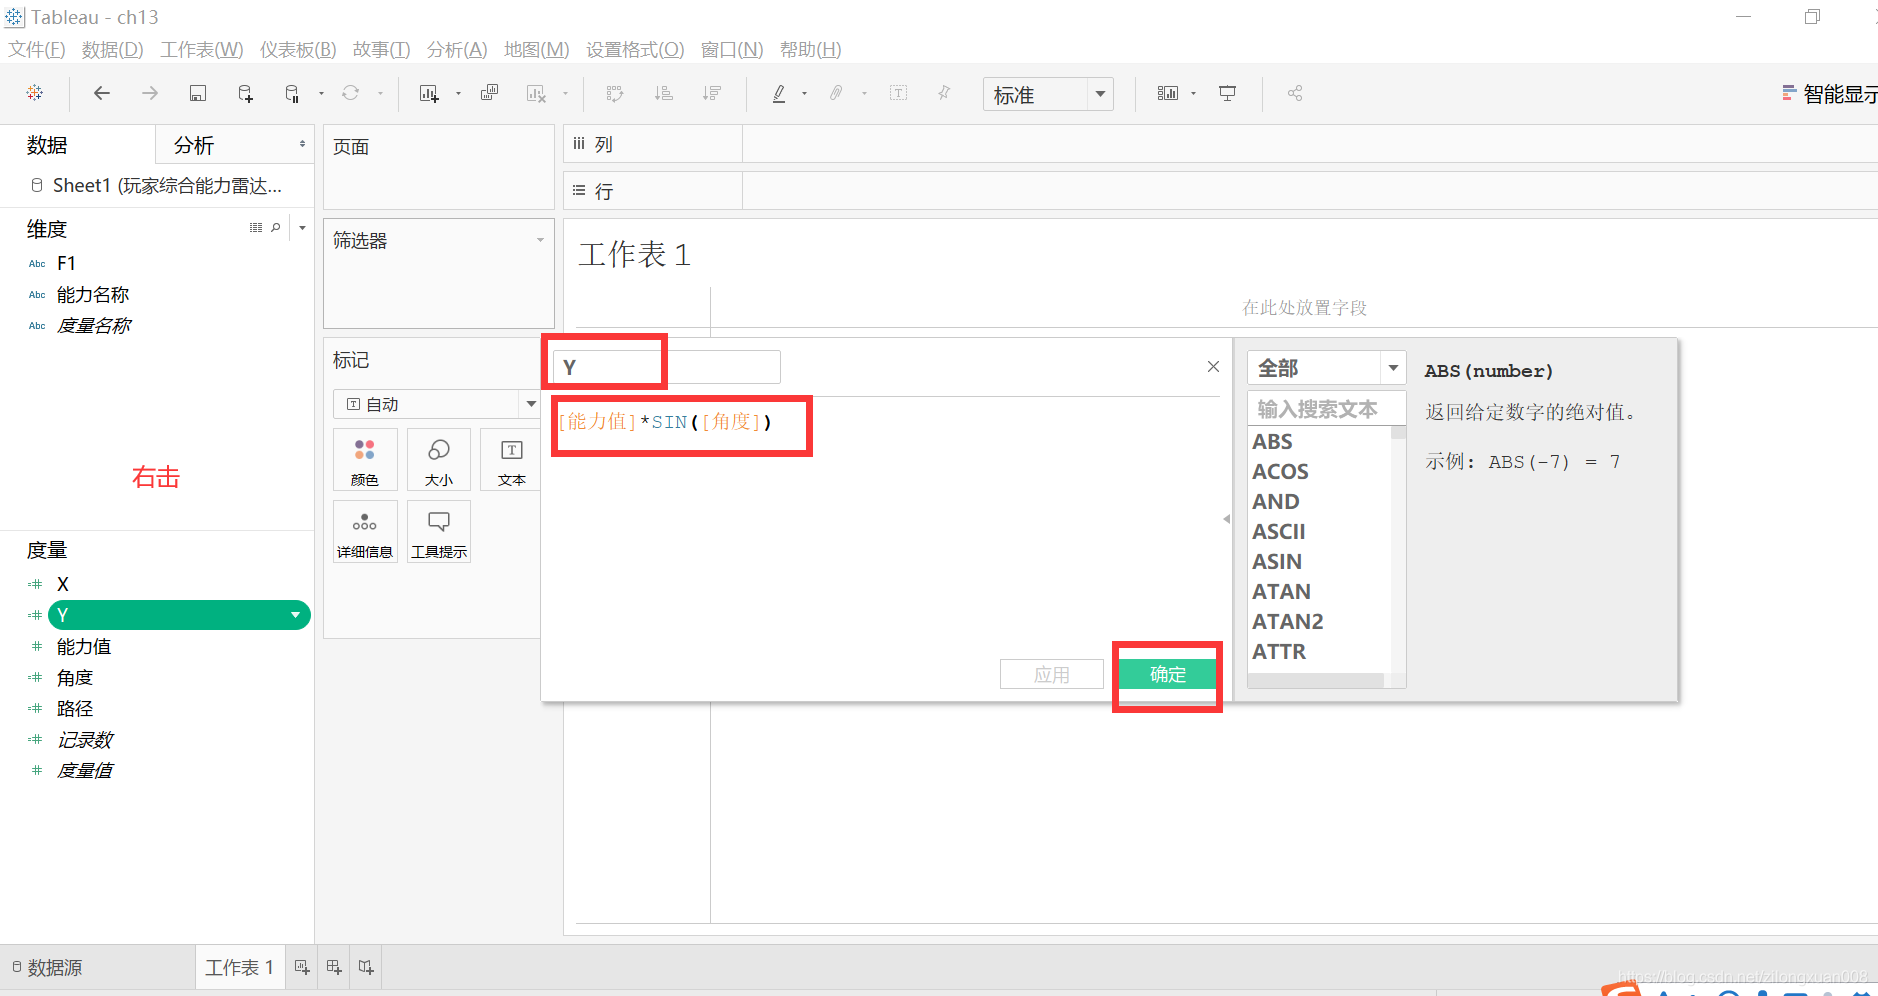 Tableau - ch13
文件(F) 数据(D) 工作表(W) 仪表板(B) 故事(T) 分析(A) 地图(M) 设置格式(O) 窗口(N) 帮助(H)
标准
智能显示
数据
分析
Sheet1 (玩家综合能力雷达...
维度
Abc F1
Abc 能力名称
Abc 度量名称
右击
度量
X
Y
能力值
角度
路径
记录数
度量值
页面
筛选器
标记
自动
颜色
大小
文本
详细信息
工具提示
列
行
工作表 1
在此处放置字段
Y
[能力值]*SIN([角度])
应用
确定
全部
输入搜索文本
ABS
ACOS
AND
ASCII
ASIN
ATAN
ATAN2
ATTR
ABS(number)
返回给定数字的绝对值。
示例: ABS(-7) = 7
数据源
工作表 1
https://blog.csdn.net/zilongxuan008